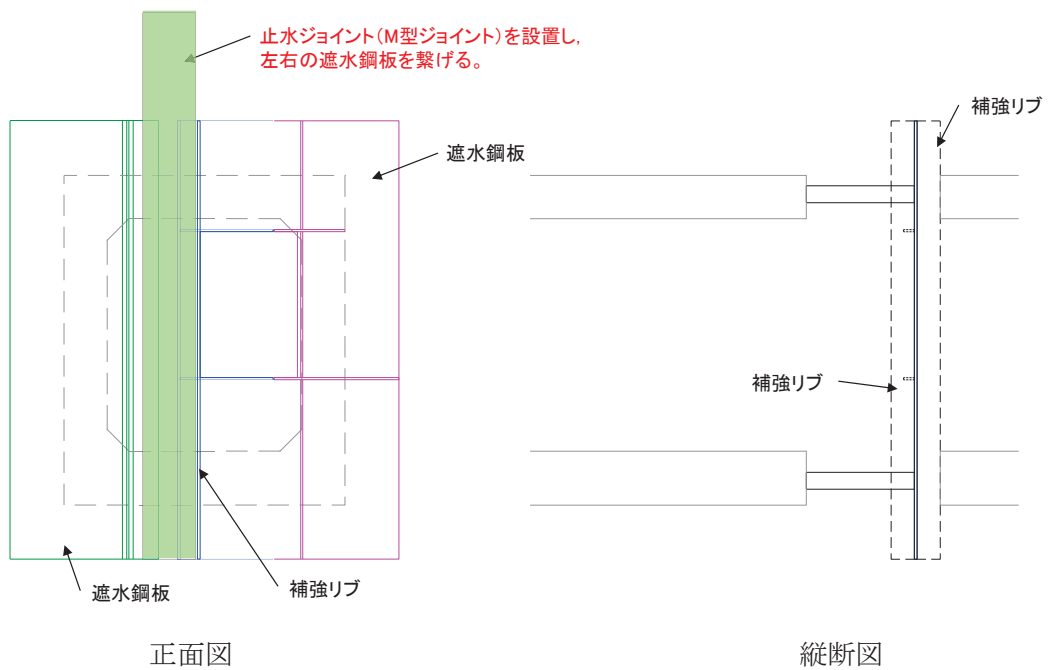 止水ジョイント(M型ジョイント)を設置し,
左右の遮水鋼板を繋げる。
遮水鋼板
遮水鋼板
補強リブ
正面図
補強リブ
補強リブ
縦断図